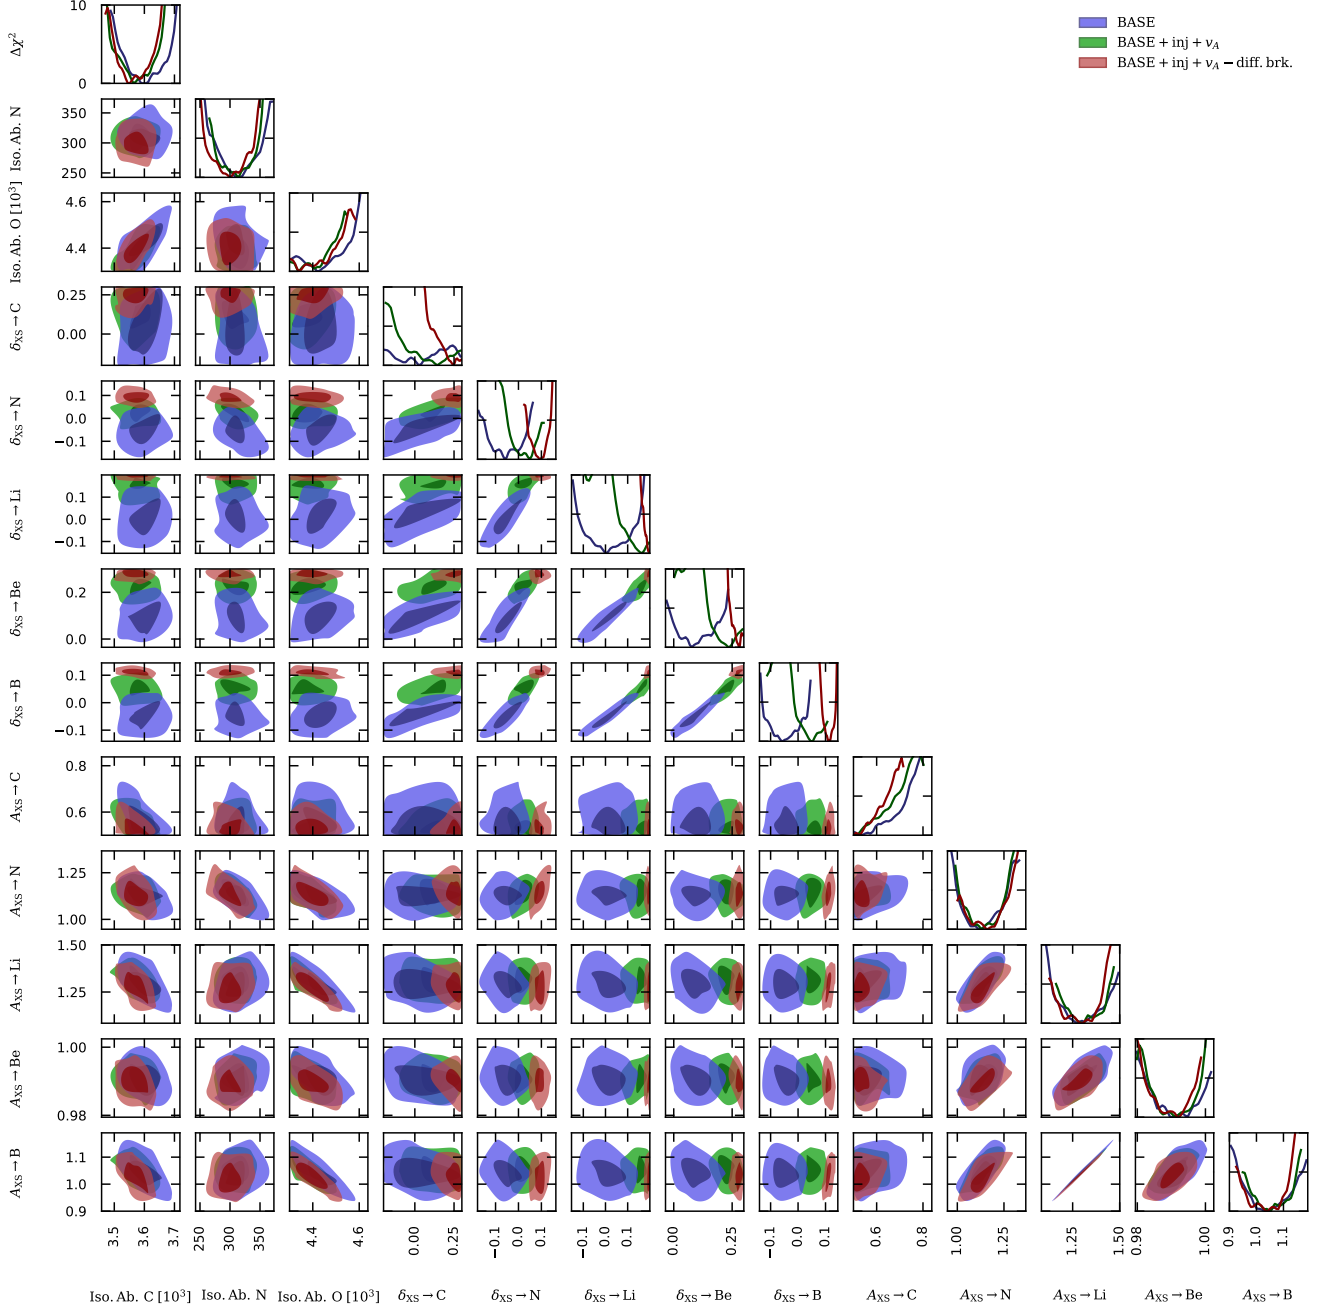 10
Δχ²
0
BASE
BASE + inj + v_A
BASE + inj + v_A − diff. brk.
350
Iso. Ab. N
300
250
4.6
Iso. Ab. O [10³]
4.4
0.25
δ_XS → C
0.00
0.1
δ_XS → N
0.0
−0.1
0.1
δ_XS → Li
0.0
−0.1
δ_XS → Be
0.2
0.0
0.1
δ_XS → B
0.0
−0.1
0.8
A_XS → C
0.6
1.25
A_XS → N
1.00
1.50
A_XS → Li
1.25
1.00
A_XS → Be
0.98
1.1
A_XS → B
1.0
0.9
3.5 3.6 3.7 250 300 350 4.4 4.6 0.00 0.25 −0.1 0.0 0.1 −0.1 0.0 0.1 0.00 0.25 −0.1 0.0 0.1 0.6 0.8 1.00 1.25 1.25 1.50 0.98 1.00 0.9 1.0 1.1
Iso. Ab. C [10³] Iso. Ab. N Iso. Ab. O [10³] δ_XS → C δ_XS → N δ_XS → Li δ_XS → Be δ_XS → B A_XS → C A_XS → N A_XS → Li A_XS → Be A_XS → B